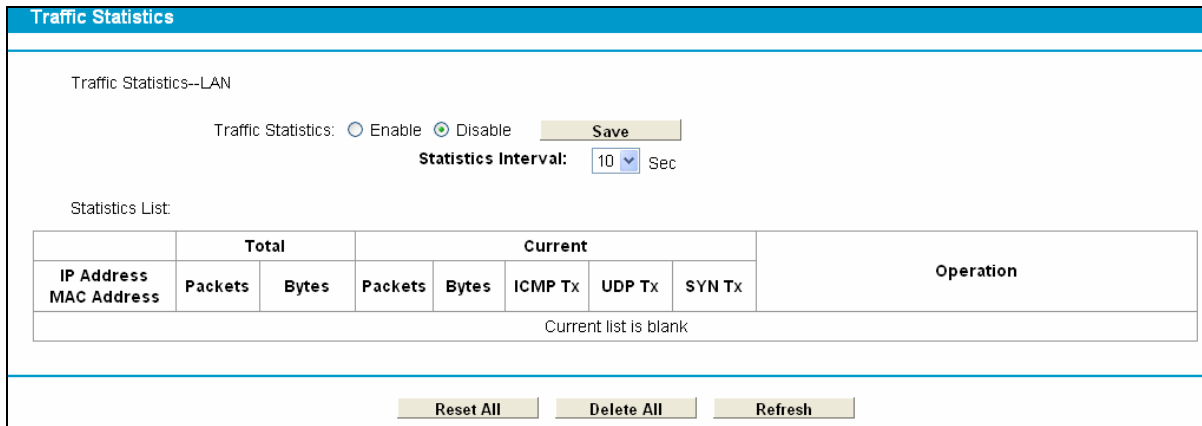 Traffic Statistics
Traffic Statistics--LAN
Traffic Statistics: Enable Disable Save
Statistics Interval: 10 Sec
Statistics List:
Total Current
IP Address MAC Address Packets Bytes Packets Bytes ICMP Tx UDP Tx SYN Tx Operation
Current list is blank
Reset All Delete All Refresh